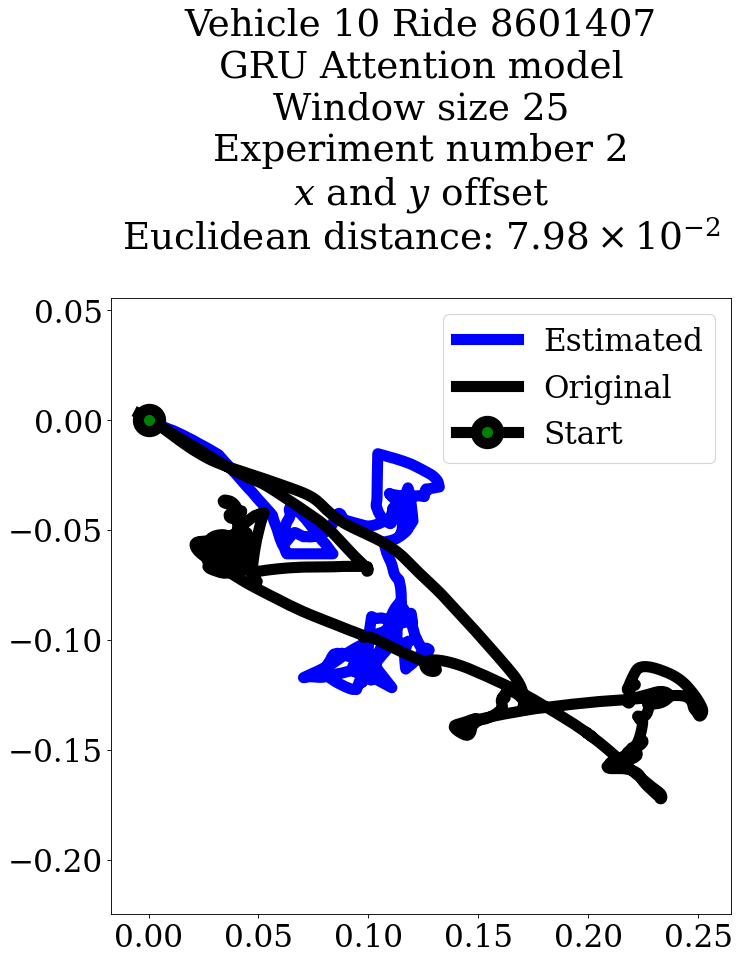 Vehicle 10 Ride 8601407
GRU Attention model
Window size 25
Experiment number 2
x and y offset
Euclidean distance: 7.98 × 10⁻²
Estimated
Original
Start
0.05
0.00
−0.05
−0.10
−0.15
−0.20
0.00 0.05 0.10 0.15 0.20 0.25